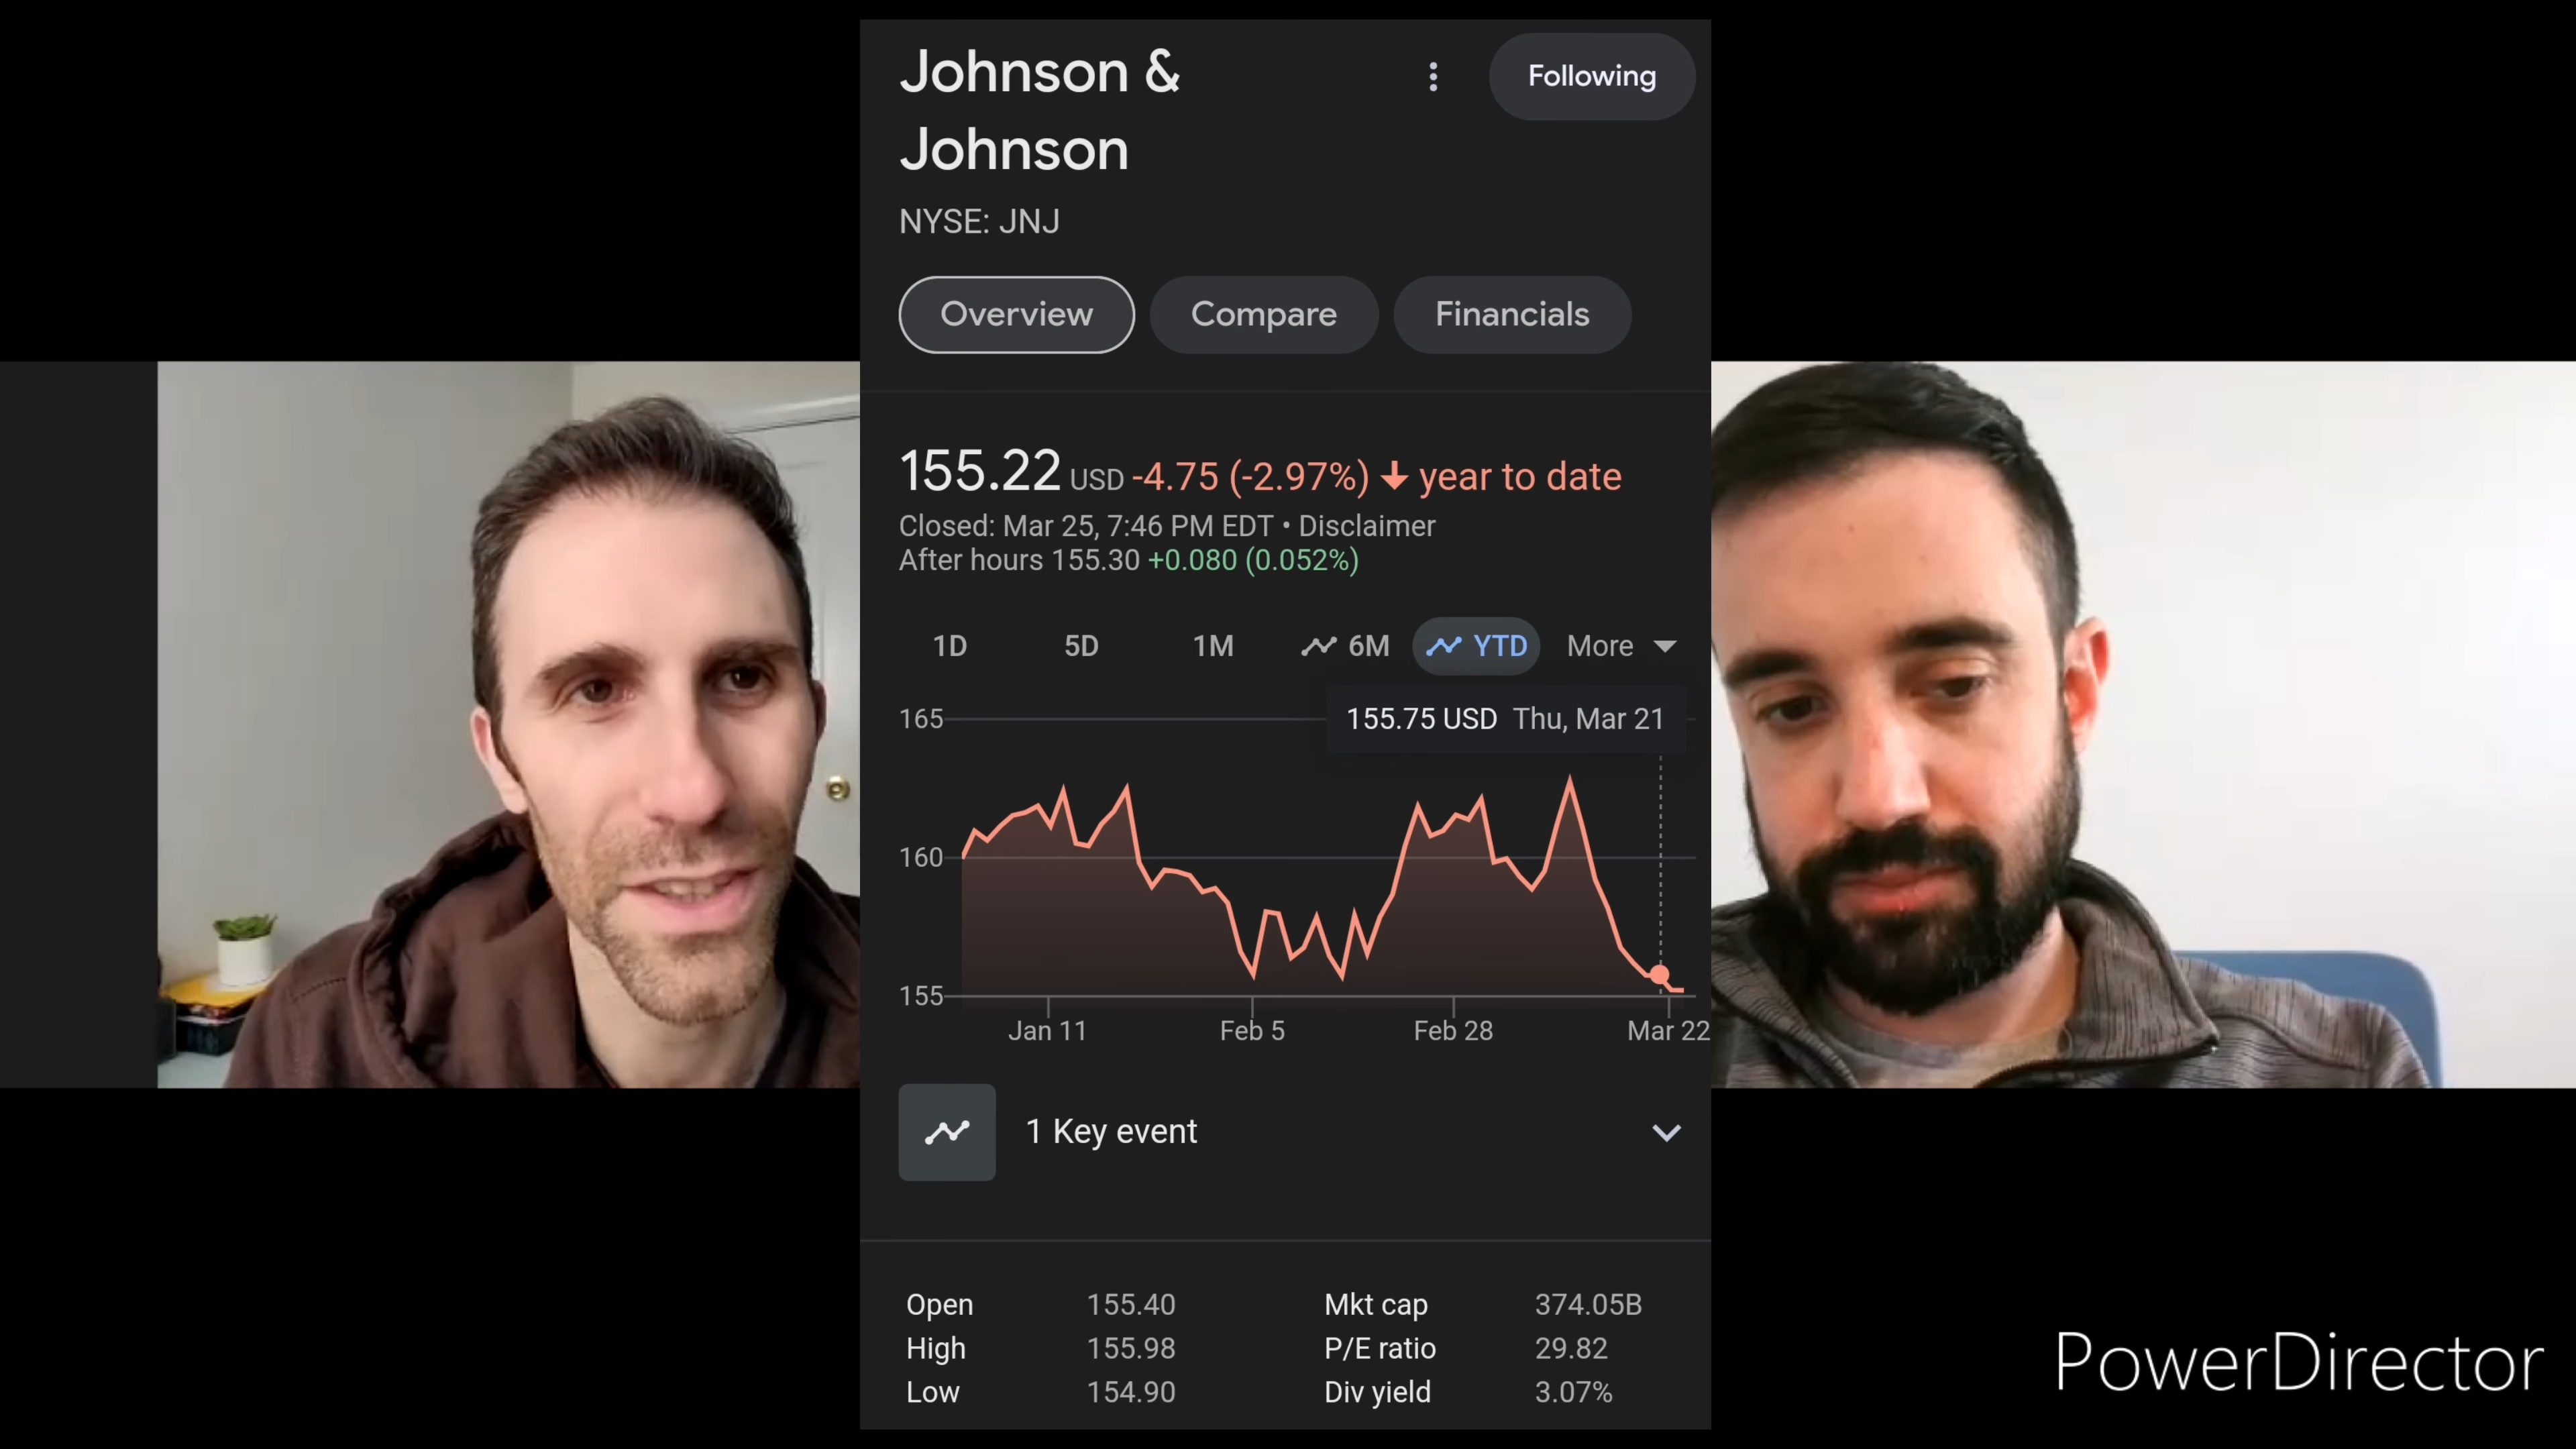 Johnson &
Johnson
Following
NYSE: JNJ
Overview
Compare
Financials
155.22 USD -4.75 (-2.97%) ↓ year to date
Closed: Mar 25, 7:46 PM EDT • Disclaimer
After hours 155.30 +0.080 (0.052%)
1D 5D 1M 6M YTD More
155.75 USD Thu, Mar 21
165
160
155
Jan 11 Feb 5 Feb 28 Mar 22
1 Key event
Open 155.40 Mkt cap 374.05B
High 155.98 P/E ratio 29.82
Low 154.90 Div yield 3.07%
PowerDirector